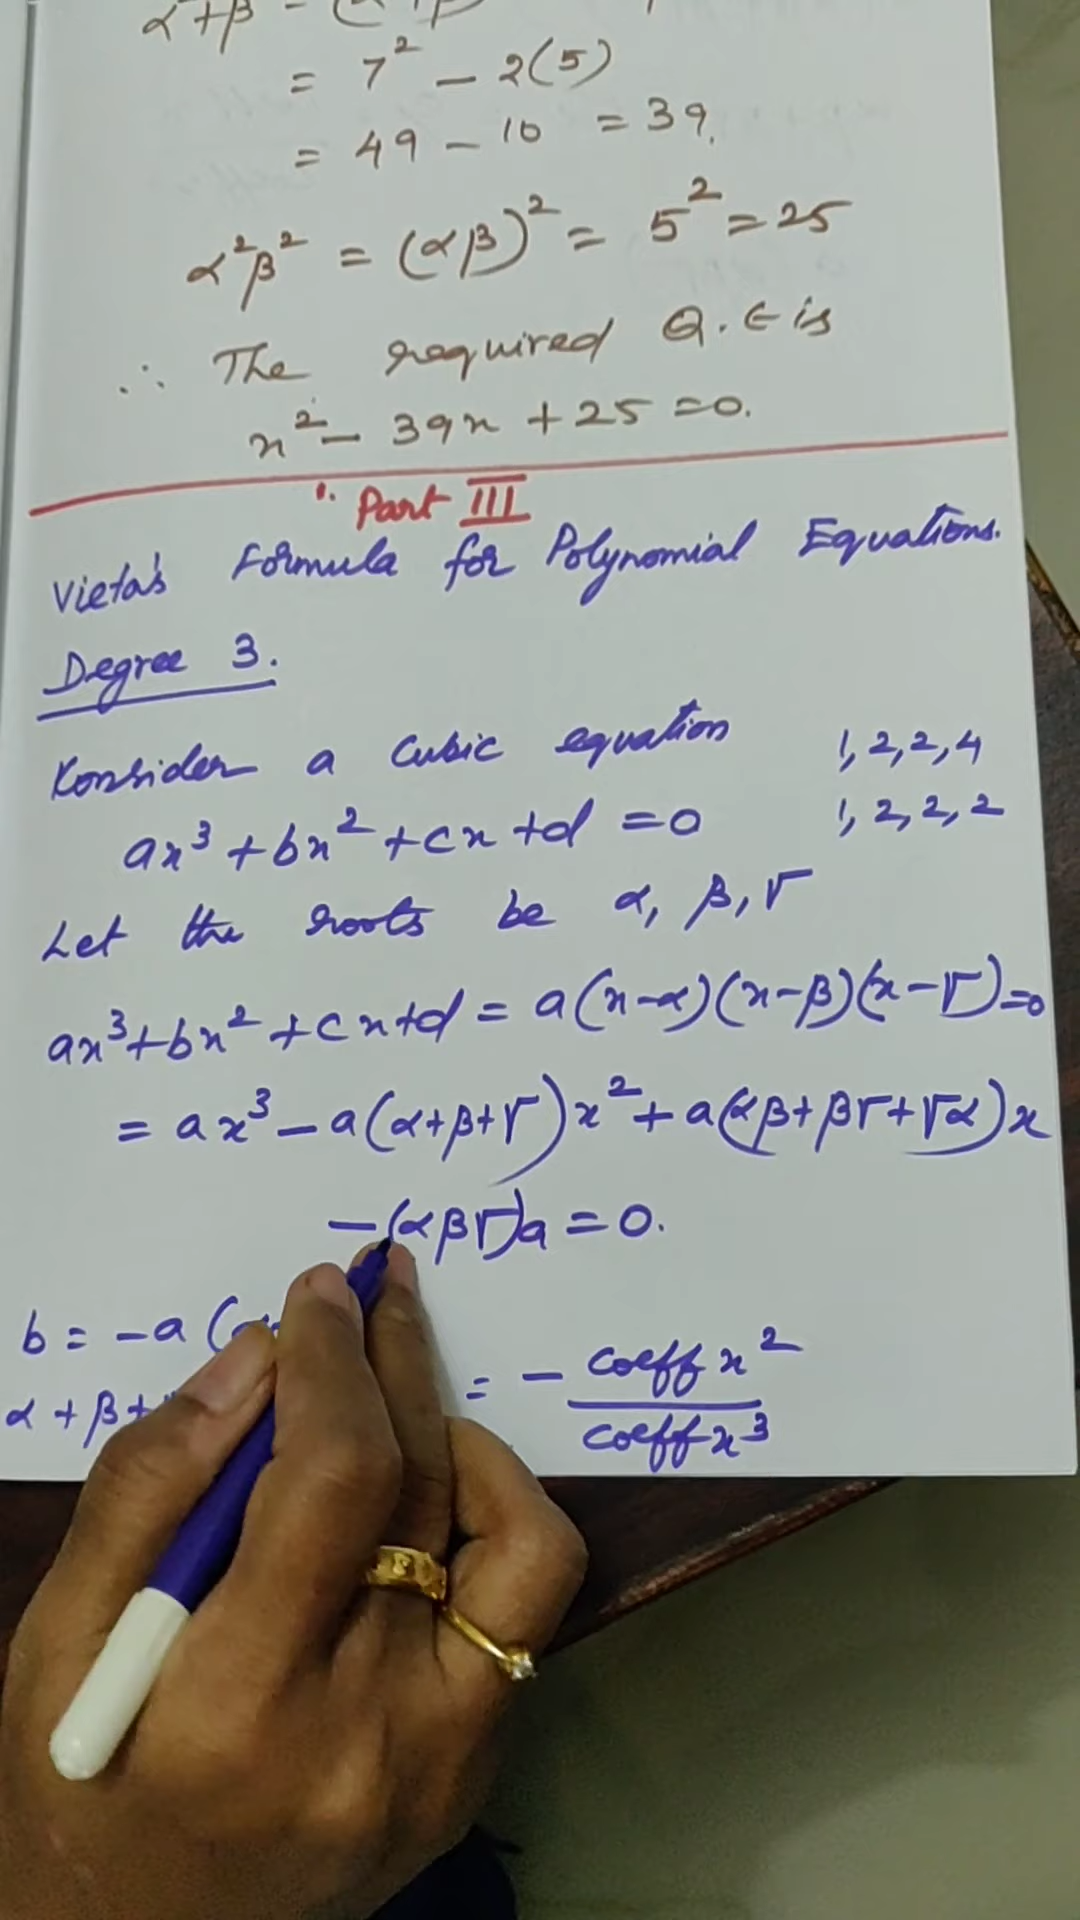 = 7² - 2(5)
= 49 - 10 = 39.
α²β² = (αβ)² = 5² = 25
∴ The required Q.E is
x² - 39x + 25 = 0.
Part III
Vieta's Formula for Polynomial Equations.
Degree 3.
Consider a Cubic equation 1, 2, 2, 4
ax³ + bx² + cx + d = 0 1, 2, 2, 2
Let the roots be α, β, γ
ax³ + bx² + cx + d = a(x-α)(x-β)(x-γ) = 0
= ax³ - a(α+β+γ)x² + a(αβ+βγ+γα)x
- (αβγ)a = 0.
b = -a (
α + β + = - coeff x² / coeff x³